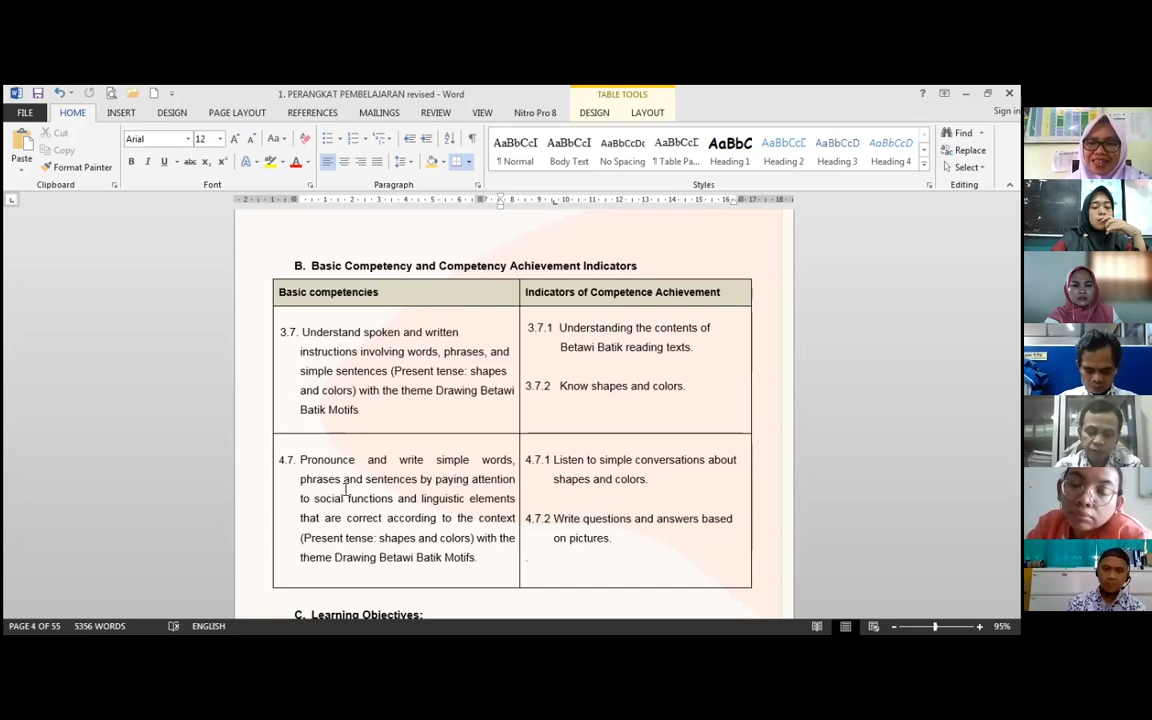 1. PERANGKAT PEMBELAJARAN revised - Word
TABLE TOOLS
Sign in
FILE HOME INSERT DESIGN PAGE LAYOUT REFERENCES MAILINGS REVIEW VIEW Nitro Pro 8 DESIGN LAYOUT
Paste
Cut
Copy
Format Painter
Clipboard
Arial 12
Font
Paragraph
AaBbCcI AaBbCcI AaBbCcDc AaBbCcI AaBbC AaBbCcD AaBbCcD AaBbCcD
¶ Normal Body Text No Spacing ¶ Table Pa... Heading 1 Heading 2 Heading 3 Heading 4
Styles
Find
Replace
Select
Editing
B. Basic Competency and Competency Achievement Indicators
Basic competencies
Indicators of Competence Achievement
3.7. Understand spoken and written
instructions involving words, phrases, and
simple sentences (Present tense: shapes
and colors) with the theme Drawing Betawi
Batik Motifs
3.7.1 Understanding the contents of
Betawi Batik reading texts.
3.7.2 Know shapes and colors.
4.7. Pronounce and write simple words,
phrases and sentences by paying attention
to social functions and linguistic elements
that are correct according to the context
(Present tense: shapes and colors) with the
theme Drawing Betawi Batik Motifs.
4.7.1 Listen to simple conversations about
shapes and colors.
4.7.2 Write questions and answers based
on pictures.
.
C. Learning Objectives:
PAGE 4 OF 55 5356 WORDS ENGLISH 95%